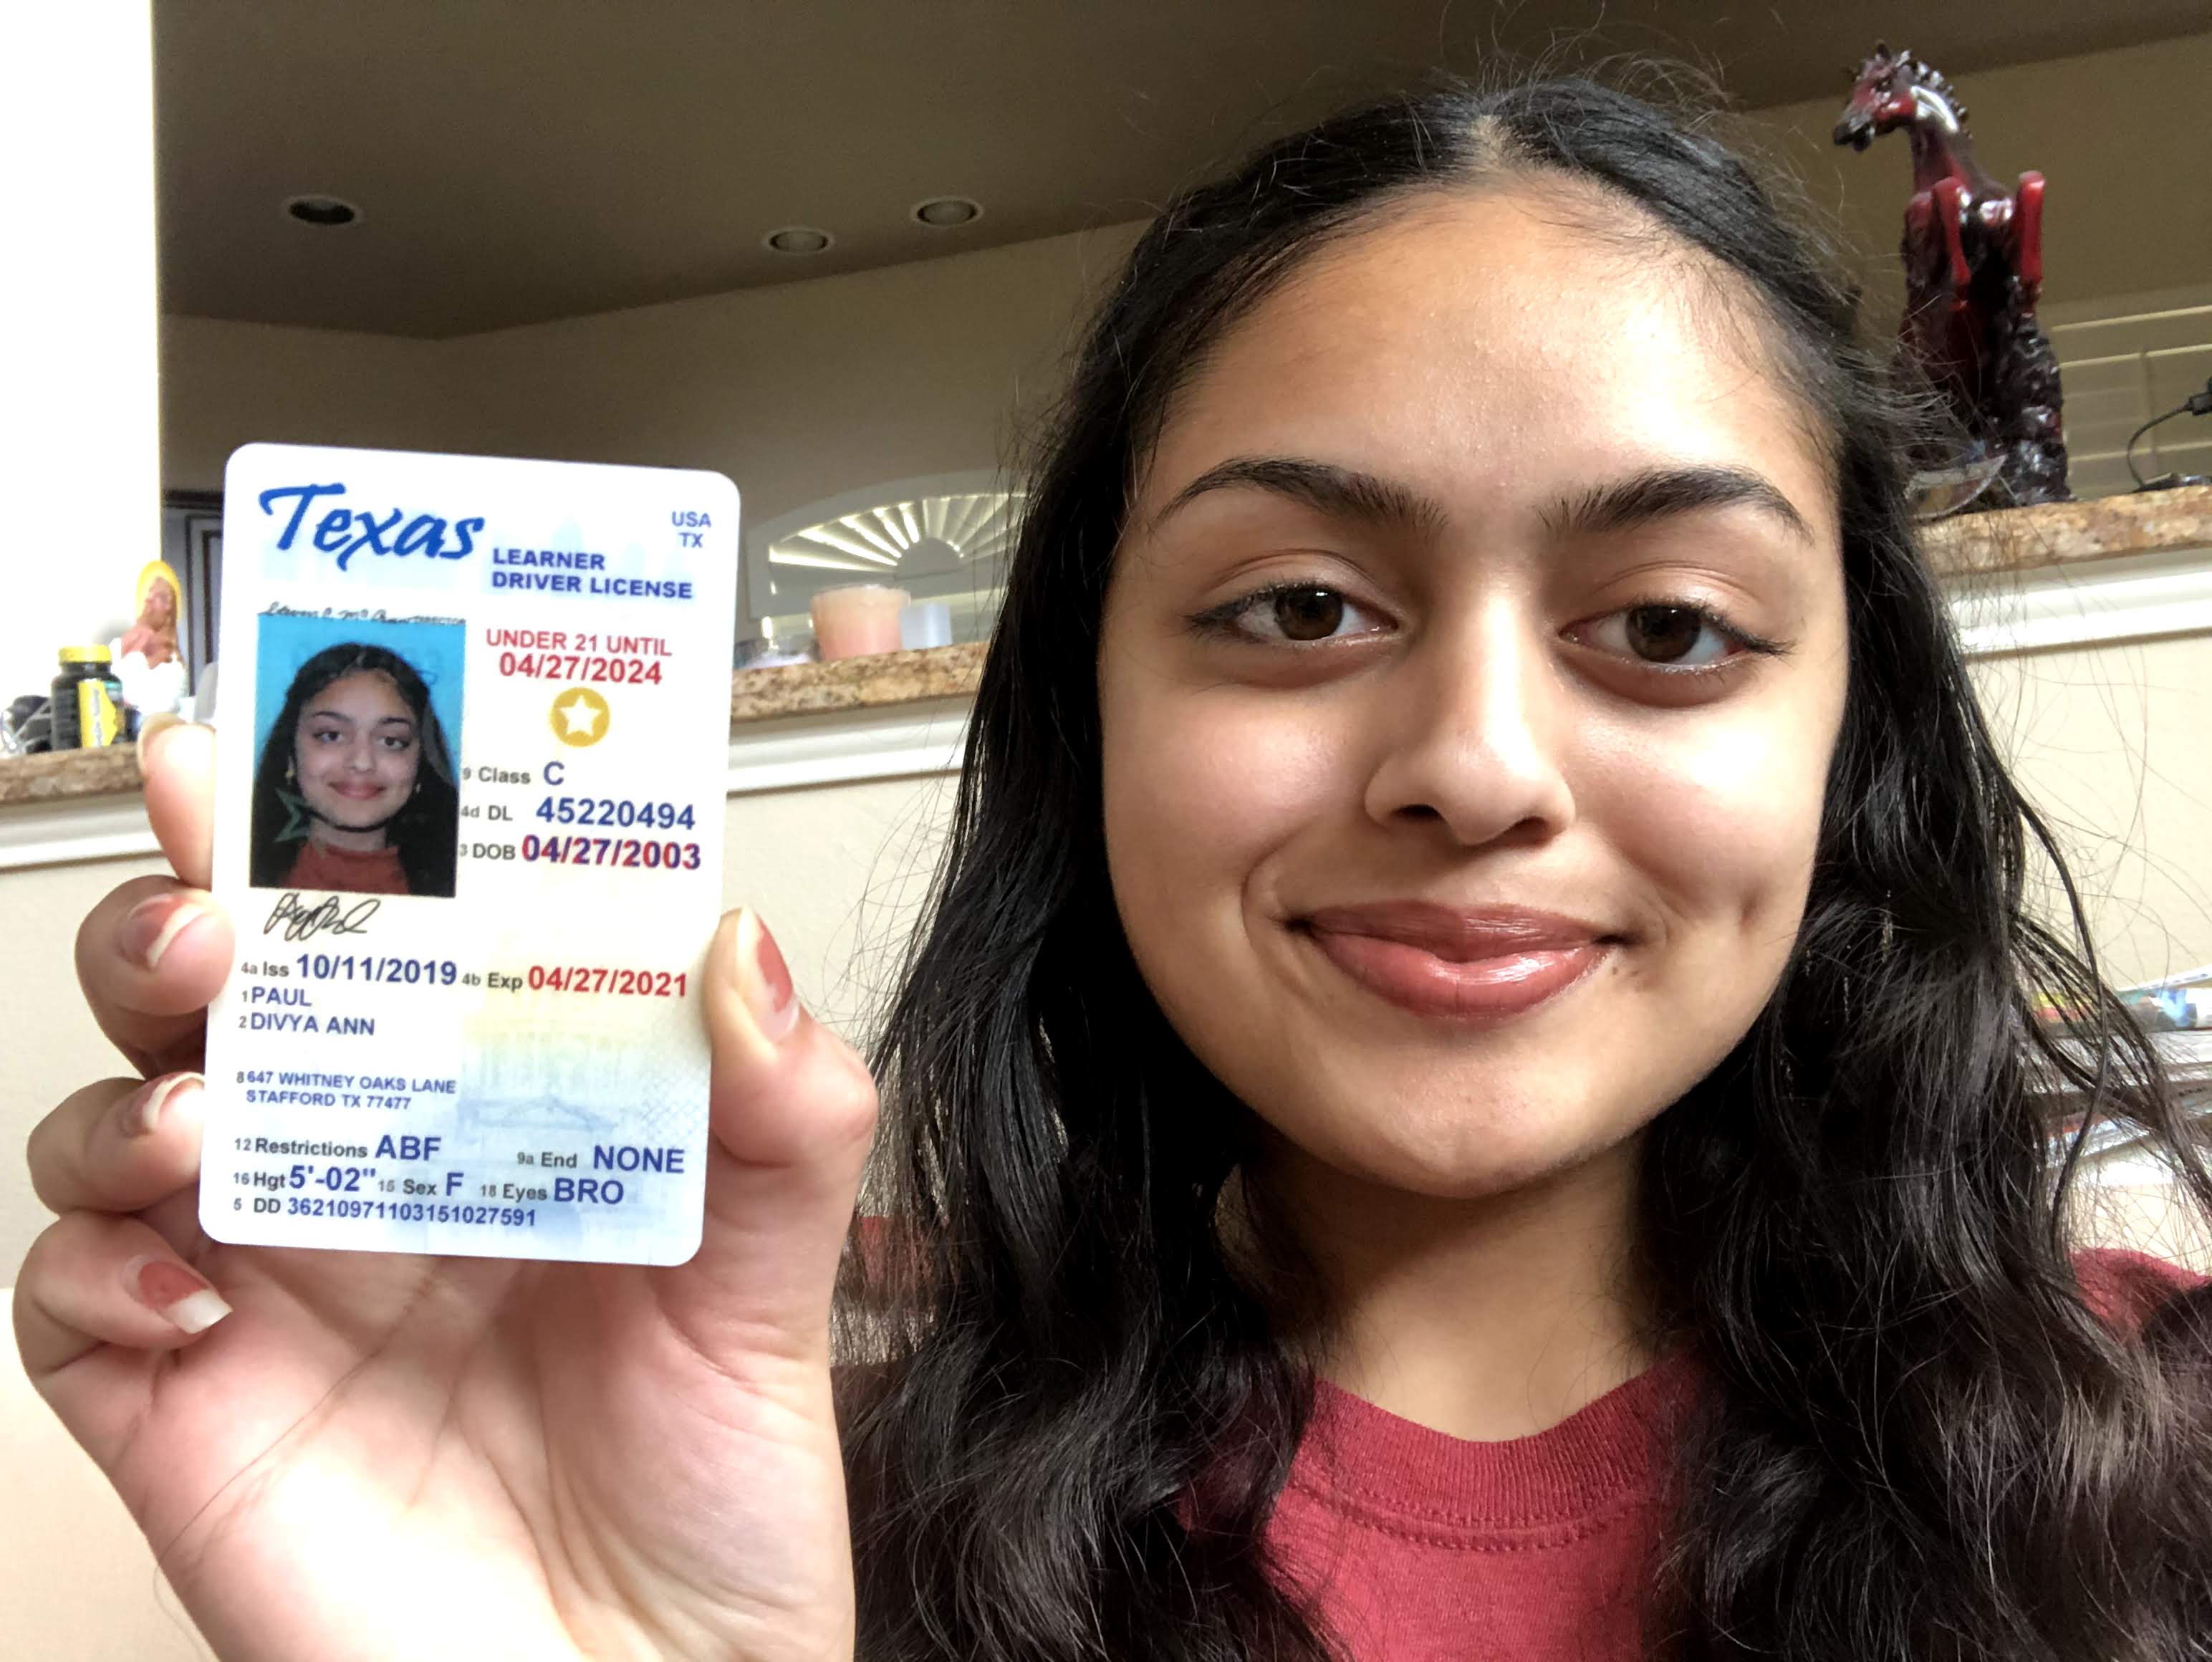 Texas
USA
TX
LEARNER
DRIVER LICENSE
UNDER 21 UNTIL
04/27/2024
9 Class C
4d DL 45220494
3 DOB 04/27/2003
4a Iss 10/11/2019 4b Exp 04/27/2021
1 PAUL
2 DIVYA ANN
8 647 WHITNEY OAKS LANE
STAFFORD TX 77477
12 Restrictions ABF 9a End NONE
16 Hgt 5'-02" 15 Sex F 18 Eyes BRO
5 DD 36210971103151027591